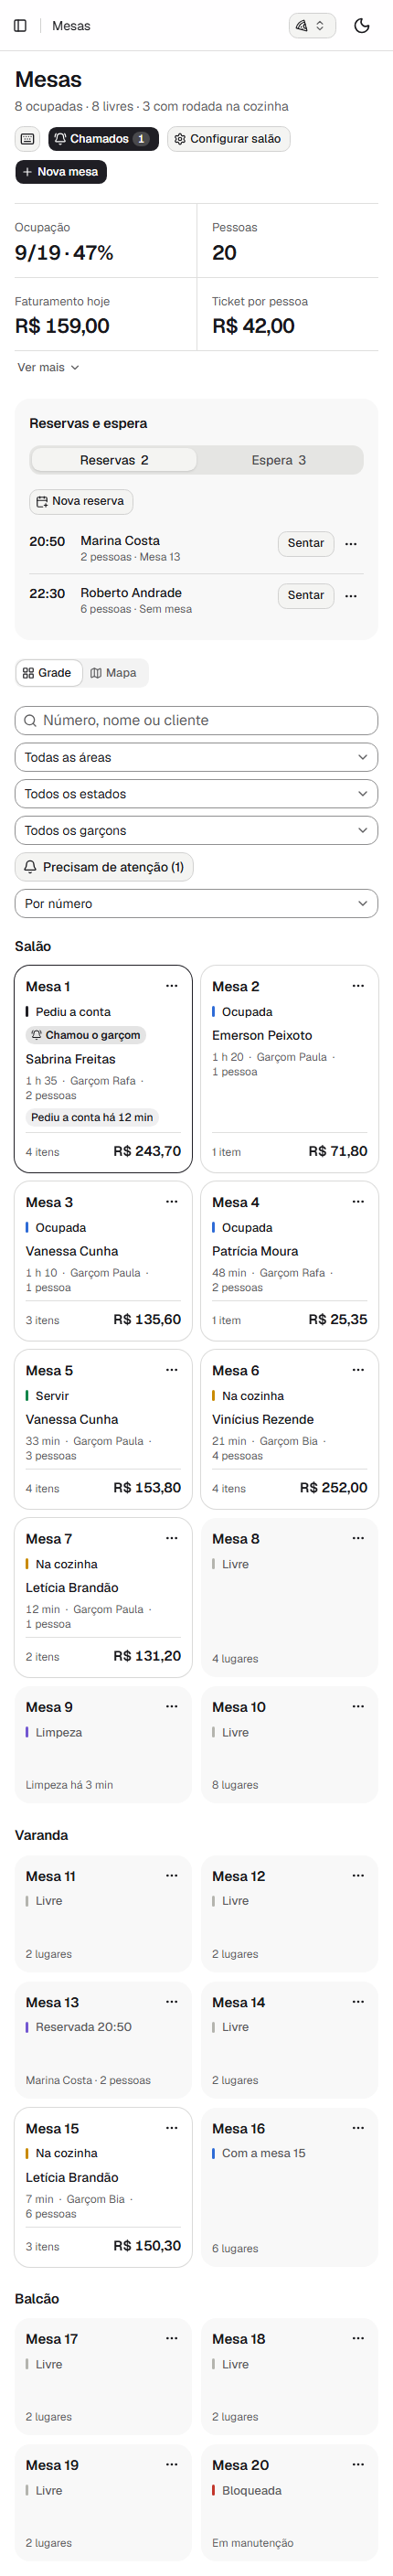 Mesas
Mesas
8 ocupadas · 8 livres · 3 com rodada na cozinha
Chamados 1
Configurar salão
+ Nova mesa
Ocupação
9/19 · 47%
Pessoas
20
Faturamento hoje
R$ 159,00
Ticket por pessoa
R$ 42,00
Ver mais
Reservas e espera
Reservas 2
Espera 3
Nova reserva
20:50
Marina Costa
2 pessoas · Mesa 13
Sentar
22:30
Roberto Andrade
6 pessoas · Sem mesa
Sentar
Grade
Mapa
Número, nome ou cliente
Todas as áreas
Todos os estados
Todos os garçons
Precisam de atenção (1)
Por número
Salão
Mesa 1
Pediu a conta
Chamou o garçom
Sabrina Freitas
1 h 35 · Garçom Rafa ·
2 pessoas
Pediu a conta há 12 min
4 itens
R$ 243,70
Mesa 2
Ocupada
Emerson Peixoto
1 h 20 · Garçom Paula ·
1 pessoa
1 item
R$ 71,80
Mesa 3
Ocupada
Vanessa Cunha
1 h 10 · Garçom Paula ·
1 pessoa
3 itens
R$ 135,60
Mesa 4
Ocupada
Patrícia Moura
48 min · Garçom Rafa ·
2 pessoas
1 item
R$ 25,35
Mesa 5
Servir
Vanessa Cunha
33 min · Garçom Paula ·
3 pessoas
4 itens
R$ 153,80
Mesa 6
Na cozinha
Vinícius Rezende
21 min · Garçom Bia ·
4 pessoas
4 itens
R$ 252,00
Mesa 7
Na cozinha
Letícia Brandão
12 min · Garçom Paula ·
1 pessoa
2 itens
R$ 131,20
Mesa 8
Livre
4 lugares
Mesa 9
Limpeza
Limpeza há 3 min
Mesa 10
Livre
8 lugares
Varanda
Mesa 11
Livre
2 lugares
Mesa 12
Livre
2 lugares
Mesa 13
Reservada 20:50
Marina Costa · 2 pessoas
Mesa 14
Livre
2 lugares
Mesa 15
Na cozinha
Letícia Brandão
7 min · Garçom Bia ·
6 pessoas
3 itens
R$ 150,30
Mesa 16
Com a mesa 15
6 lugares
Balcão
Mesa 17
Livre
2 lugares
Mesa 18
Livre
2 lugares
Mesa 19
Livre
2 lugares
Mesa 20
Bloqueada
Em manutenção